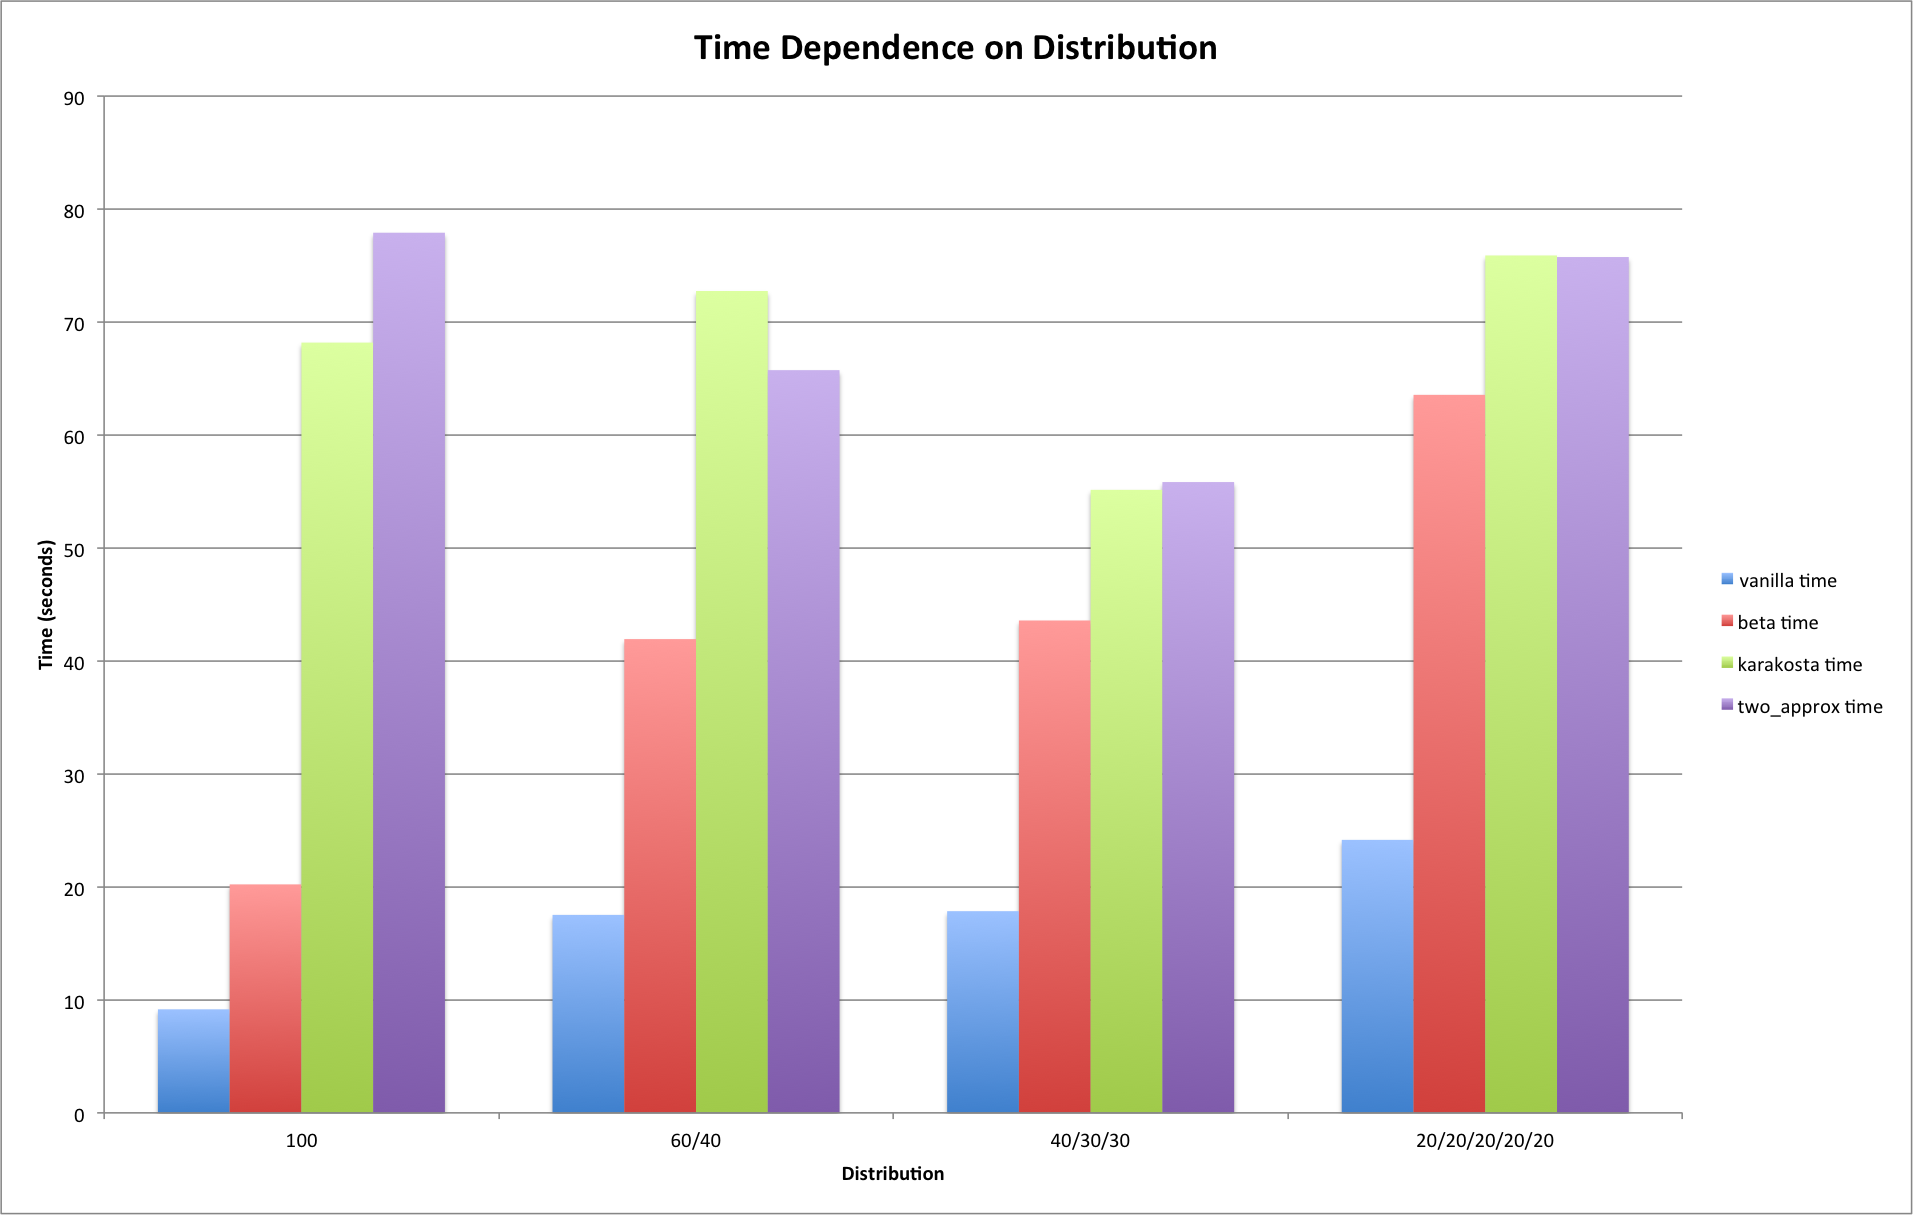 Time Dependence on Distribution
90
80
70
60
50
40
30
20
10
0
Time (seconds)
100
60/40
40/30/30
20/20/20/20/20
Distribution
vanilla time
beta time
karakosta time
two_approx time